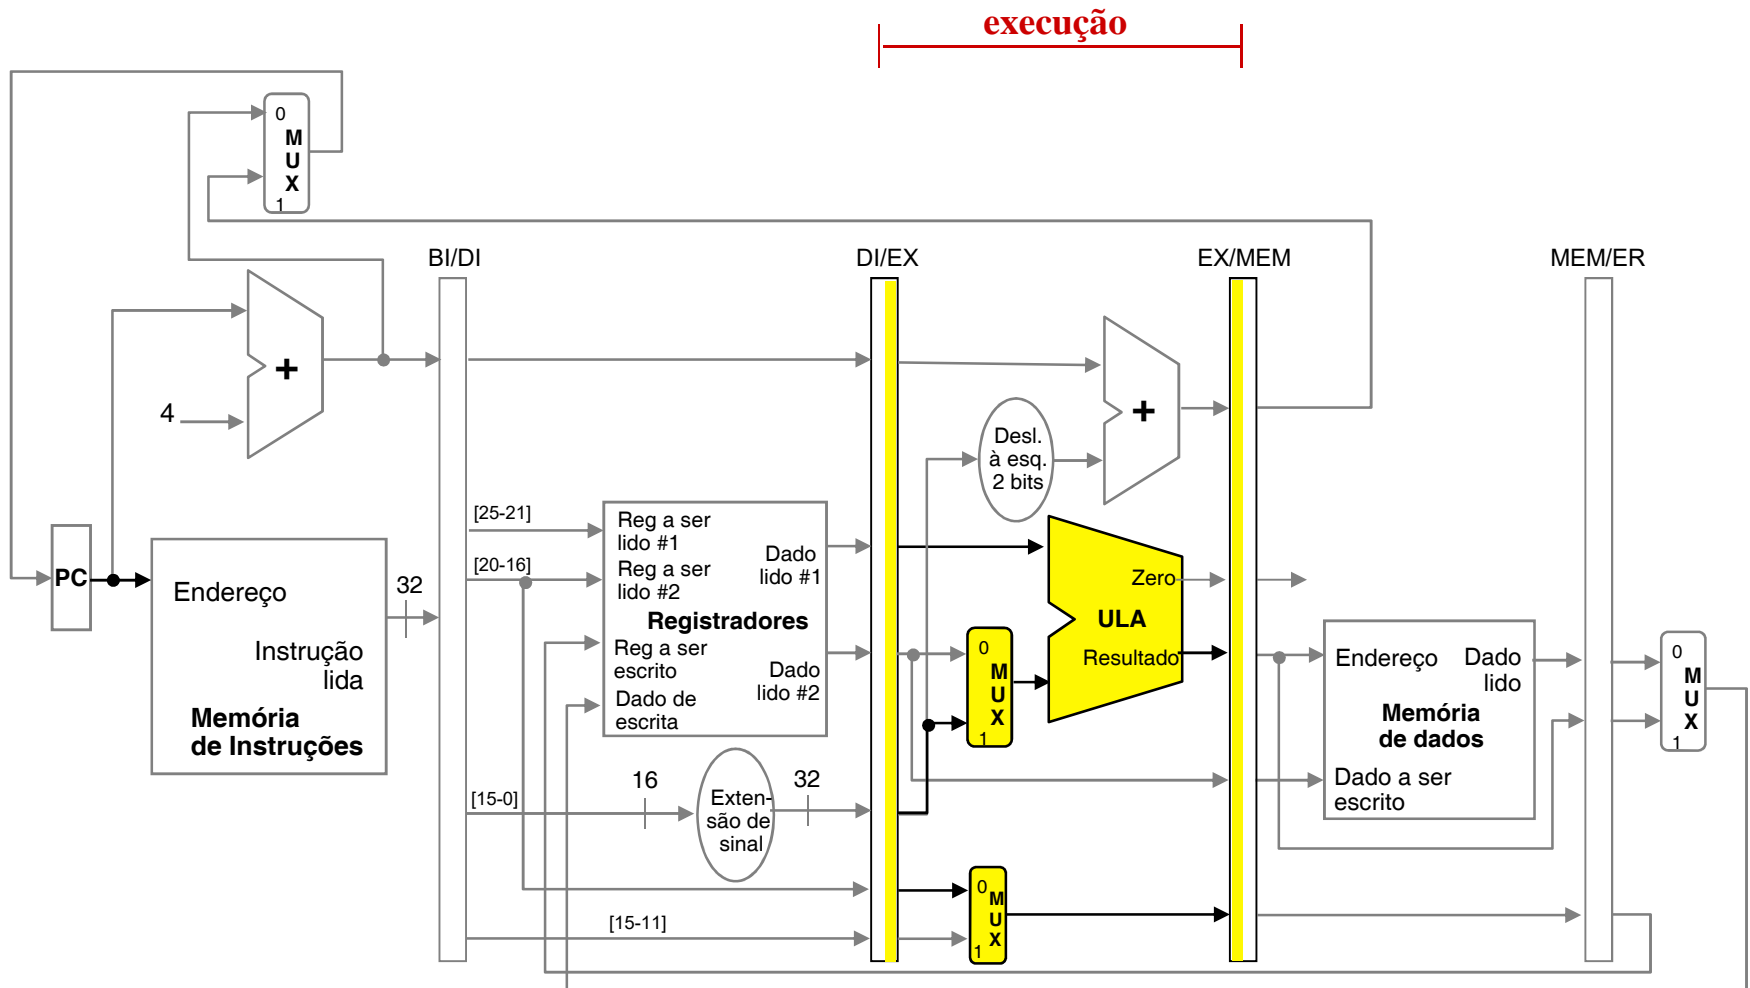 execução
0
M
U
X
1
BI/DI
DI/EX
EX/MEM
MEM/ER
+
4
+
Desl.
à esq.
2 bits
[25-21]
[20-16]
Reg a ser
lido #1
Reg a ser
lido #2
Registradores
Reg a ser
escrito
Dado de
escrita
Dado
lido #1
Dado
lido #2
PC
Endereço
Instrução
lida
Memória
de Instruções
32
Zero
ULA
Resultado
0
M
U
X
1
Endereço
Dado
lido
Memória
de dados
Dado a ser
escrito
0
M
U
X
1
[15-0]
16
Exten-
são de
sinal
32
[15-11]
0
M
U
X
1